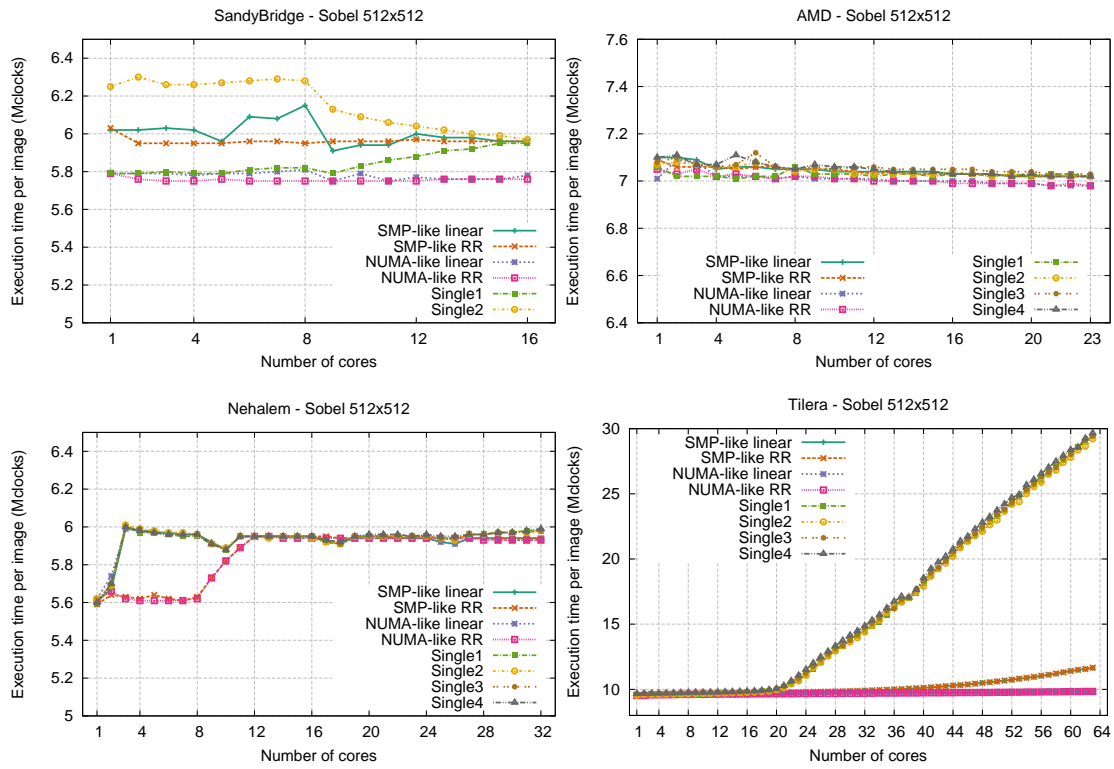 SandyBridge - Sobel 512x512
Execution time per image (Mclocks)
6.4
6.2
6
5.8
5.6
5.4
5.2
5
SMP-like linear
SMP-like RR
NUMA-like linear
NUMA-like RR
Single1
Single2
1 4 8 12 16
Number of cores
AMD - Sobel 512x512
Execution time per image (Mclocks)
7.6
7.4
7.2
7
6.8
6.6
6.4
SMP-like linear
SMP-like RR
NUMA-like linear
NUMA-like RR
Single1
Single2
Single3
Single4
1 4 8 12 16 20 23
Number of cores
Nehalem - Sobel 512x512
Execution time per image (Mclocks)
6.4
6.2
6
5.8
5.6
5.4
5.2
5
SMP-like linear
SMP-like RR
NUMA-like linear
NUMA-like RR
Single1
Single2
Single3
Single4
1 4 8 12 16 20 24 28 32
Number of cores
Tilera - Sobel 512x512
Execution time per image (Mclocks)
30
25
20
15
10
SMP-like linear
SMP-like RR
NUMA-like linear
NUMA-like RR
Single1
Single2
Single3
Single4
1 4 8 12 16 20 24 28 32 36 40 44 48 52 56 60 64
Number of cores